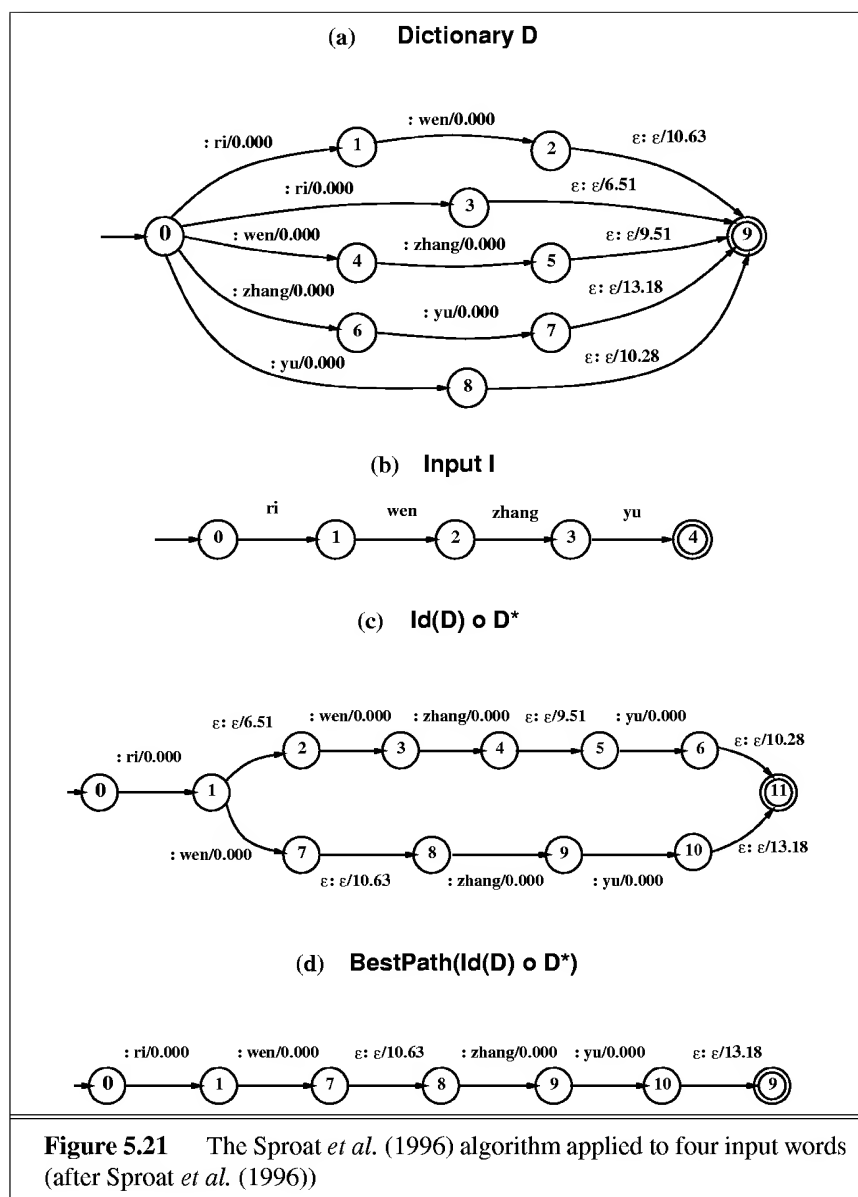 (a) Dictionary D
: wen/0.000
: ri/0.000
1
2
ε: ε/10.63
: ri/0.000
3
ε: ε/6.51
0
: wen/0.000
4
: zhang/0.000
5
ε: ε/9.51
9
: zhang/0.000
6
: yu/0.000
7
ε: ε/13.18
: yu/0.000
8
ε: ε/10.28
(b) Input I
ri
wen
zhang
yu
0
1
2
3
4
(c) Id(D) o D*
: ri/0.000
ε: ε/6.51
: wen/0.000
: zhang/0.000
ε: ε/9.51
: yu/0.000
ε: ε/10.28
0
1
2
3
4
5
6
11
: wen/0.000
7
ε: ε/10.63
8
: zhang/0.000
9
: yu/0.000
10
ε: ε/13.18
(d) BestPath(Id(D) o D*)
: ri/0.000
: wen/0.000
ε: ε/10.63
: zhang/0.000
: yu/0.000
ε: ε/13.18
0
1
7
8
9
10
9
Figure 5.21 The Sproat et al. (1996) algorithm applied to four input words
(after Sproat et al. (1996))